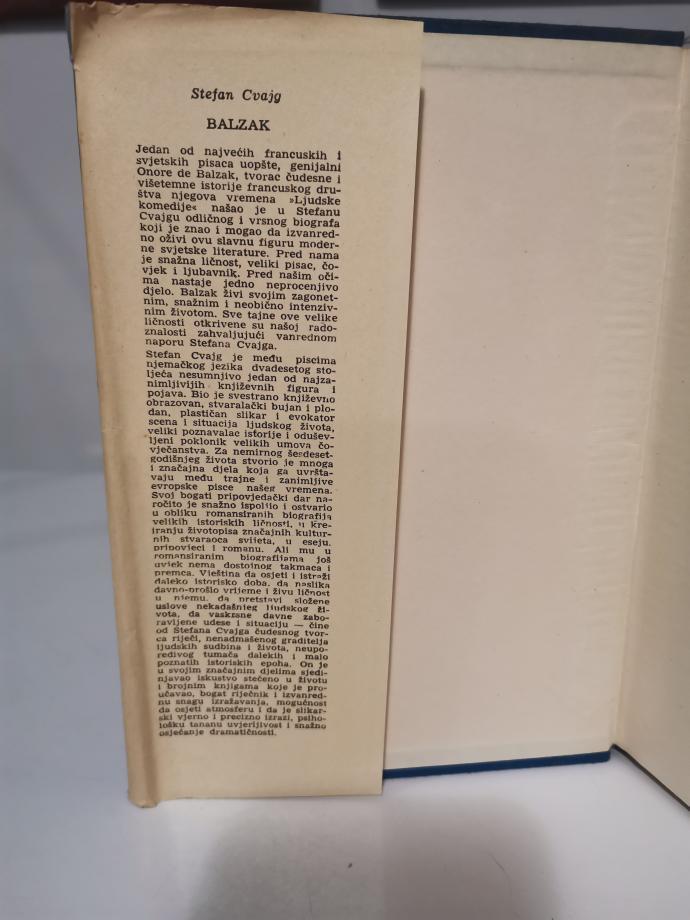 Stefan Cvajg
BALZAK
Jedan od najvećih francuskih i
svjetskih pisaca uopšte, genijalni
Onore de Balzak, tvorac čudesne i
višetemne istorije francuskog dru-
štva njegova vremena »Ljudske
komedije« našao je u Stefanu
Cvajgu odličnog i vrsnog biografa
koji je znao i mogao da izvanred-
no oživi ovu slavnu figuru moder-
ne svjetske literature. Pred nama
je snažna ličnost, veliki pisac, čo-
vjek i ljubavnik. Pred našim oči-
ma nastaje jedno neprocenjivo
djelo. Balzak živi svojim zagonet-
nim, snažnim i neobično intenziv-
nim životom. Sve tajne ove velike
ličnosti otkrivene su našoj rado-
znalosti zahvaljujući vanrednom
naporu Stefana Cvajga.
Stefan Cvajg je među piscima
njemačkog jezika dvadesetog sto-
ljeća nesumnjivo jedan od najza-
nimljivijih književnih figura i
pojava. Bio je svestrano književno
obrazovan, stvaralački bujan i plo-
dan, plastičan slikar i evokator
scena i situacija ljudskog života,
veliki poznavalac istorije i odušev-
ljeni poklonik velikih umova čo-
vječanstva. Za nemirnog šesdeset-
godišnjeg života stvorio je mnoga
i značajna djela koja ga uvršta-
vaju među trajne i zanimljive
evropske pisce našeg vremena.
Svoj bogati pripovjedački dar na-
ročito je snažno ispoljio i ostvario
u obliku romansiranih biografija
velikih istoriskih ličnosti, u kre-
iranju životopisa značajnih kultur-
nih stvaraoca svijeta, u eseju,
pripovjeci i romanu. Ali mu u
romansiranim biografijama još
uvjek nema dostojnog takmaca i
premca. Vještina da osjeti i istraži
daleko istorisko doba, da naslika
davno-prošlo vrijeme i živu ličnost
u njemu, da pretstavi složene
uslove nekadašnjeg ljudskog ži-
vota, da vaskrsne davne zabo-
ravljene udese i situaciju — čine
od Stefana Cvajga čudesnog tvor-
ca riječi, nenadmašnog graditelja
ljudskih sudbina i života, neupo-
redivog tumača dalekih i malo
poznatih istoriskih epoha. On je
u svojim značajnim djelima sjedi-
njavao iskustvo stečeno u životu
i brojnim knjigama koje je pro-
učavao, bogat riječnik i izvanred-
nu snagu izražavanja, mogućnost
da osjeti atmosferu i da je slikar-
ski vjerno i precizno izrazi, psiho-
lošku tananu uvjerljivost i snažno
osjećanje dramatičnosti.